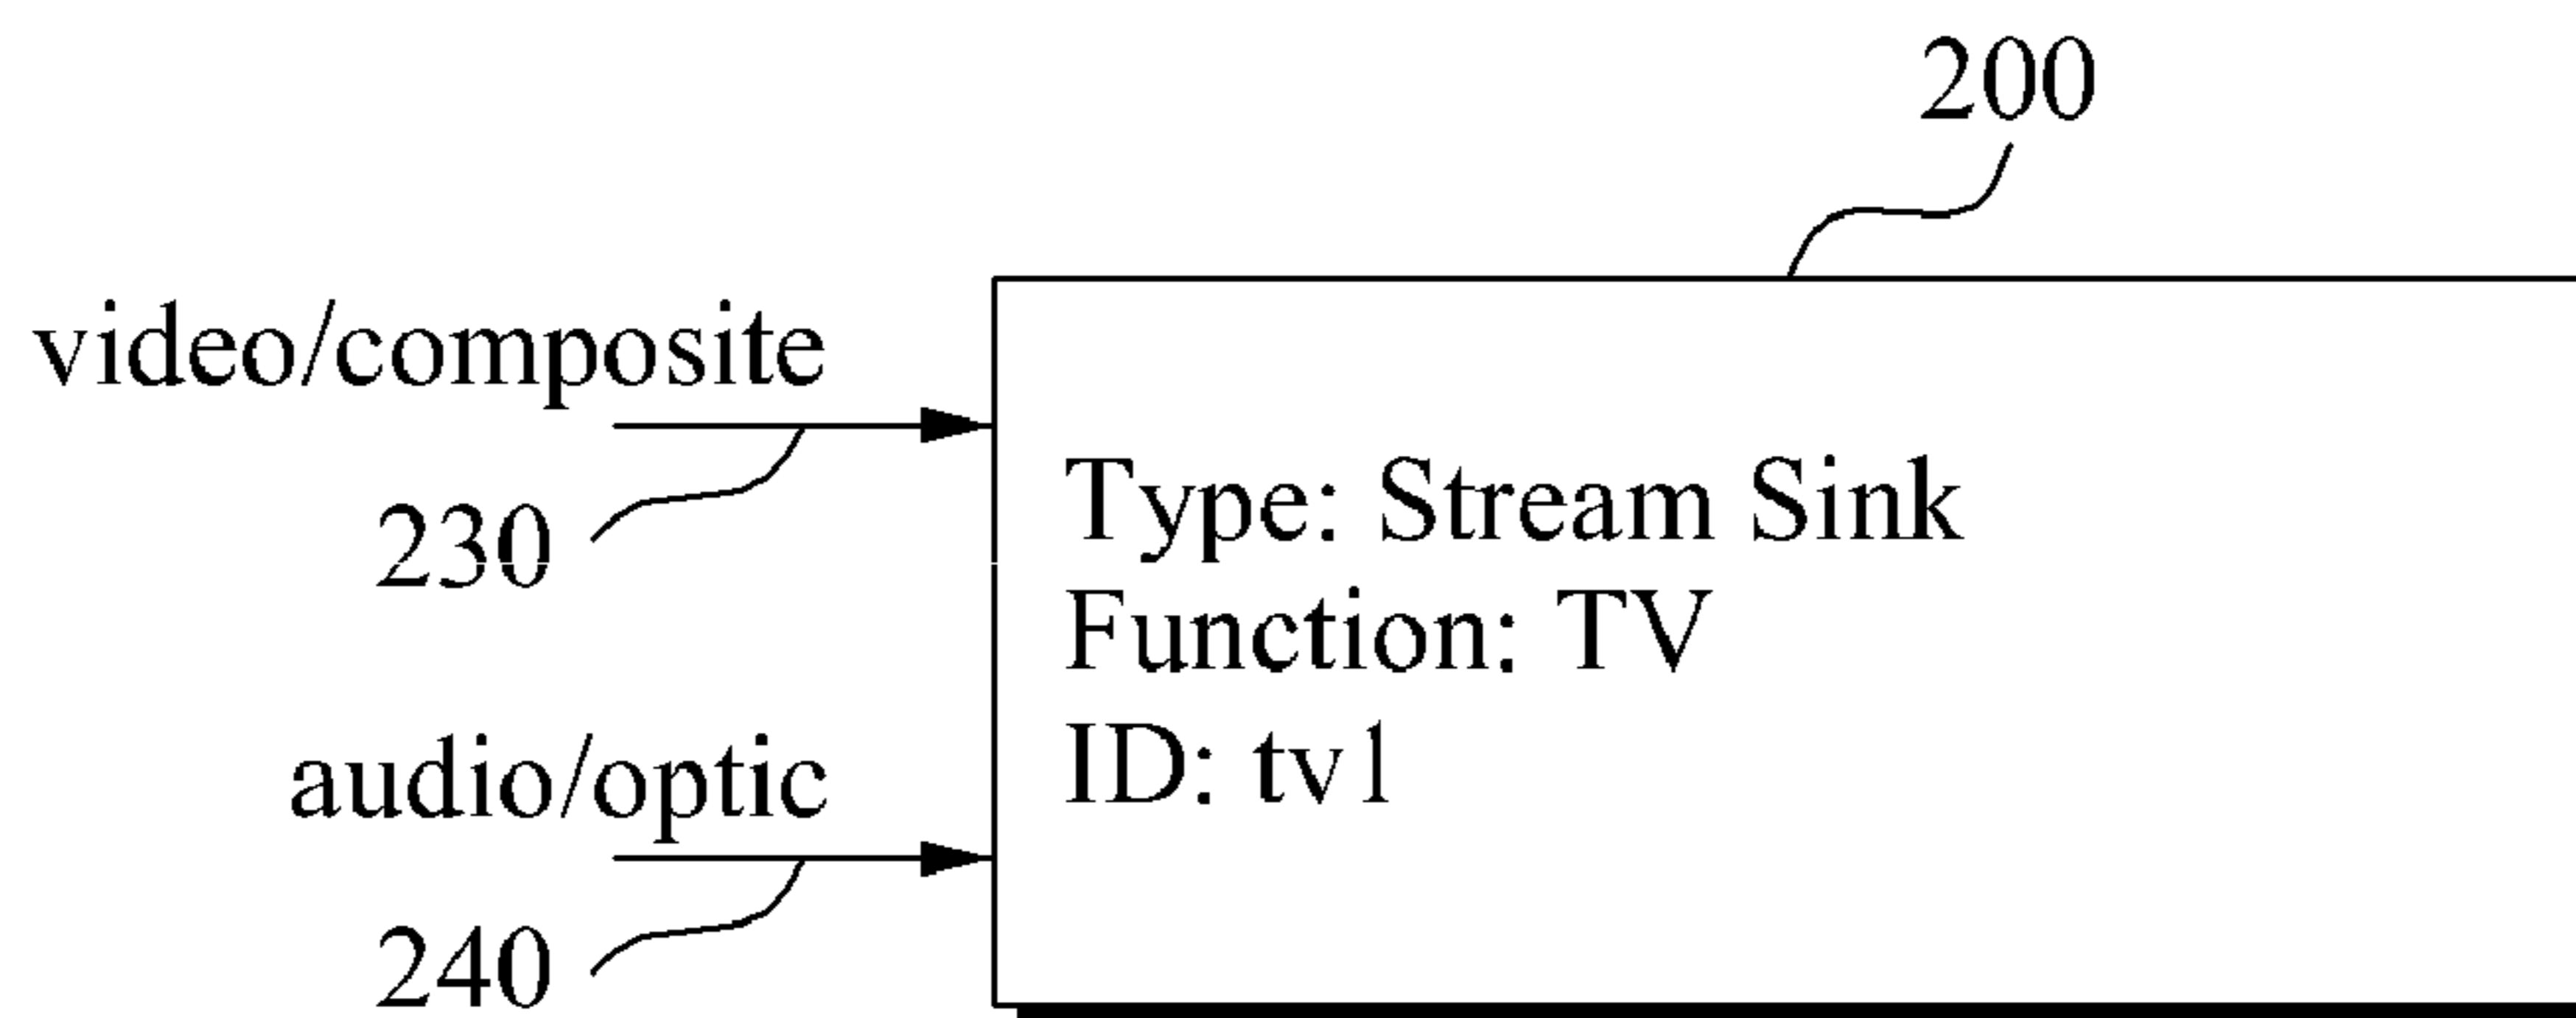 200
video/composite
230
Type: Stream Sink
Function: TV
ID: tv1
audio/optic
240